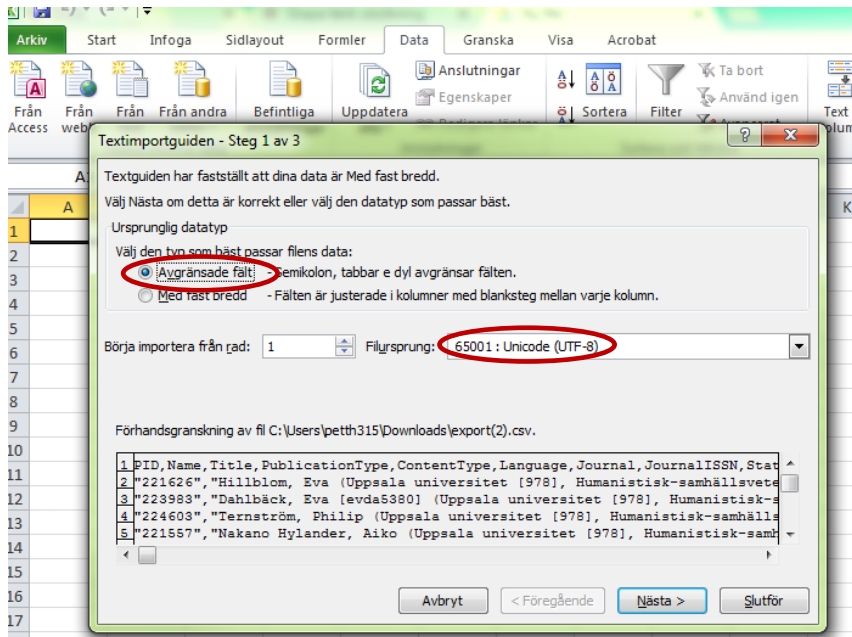 Arkiv Start Infoga Sidlayout Formler Data Granska Visa Acrobat
Från Access
Från
Från
Från andra
Befintliga
Uppdatera
Anslutningar
Egenskaper
Sortera
Filter
Ta bort
Använd igen
Text
Textimportguiden - Steg 1 av 3
Textguiden har fastställt att dina data är Med fast bredd.
Välj Nästa om detta är korrekt eller välj den datatyp som passar bäst.
Ursprunglig datatyp
Välj den typ som bäst passar filens data:
Avgränsade fält - Semikolon, tabbar e dyl avgränsar fälten.
Med fast bredd - Fälten är justerade i kolumner med blanksteg mellan varje kolumn.
Börja importera från rad: 1 Filursprung: 65001 : Unicode (UTF-8)
Förhandsgranskning av fil C:\Users\petth315\Downloads\export(2).csv.
1 PID,Name,Title,PublicationType,ContentType,Language,Journal,JournalISSN,Stat
2 "221626","Hillblom, Eva (Uppsala universitet [978], Humanistisk-samhällsvete
3 "223983","Dahlbäck, Eva [evda5380] (Uppsala universitet [978], Humanistisk-s
4 "224603","Ternström, Philip (Uppsala universitet [978], Humanistisk-samhälls
5 "221557","Nakano Hylander, Aiko (Uppsala universitet [978], Humanistisk-samh
Avbryt < Föregående Nästa > Slutför
A
K
1
2
3
4
5
6
7
8
9
10
11
12
13
14
15
16
17